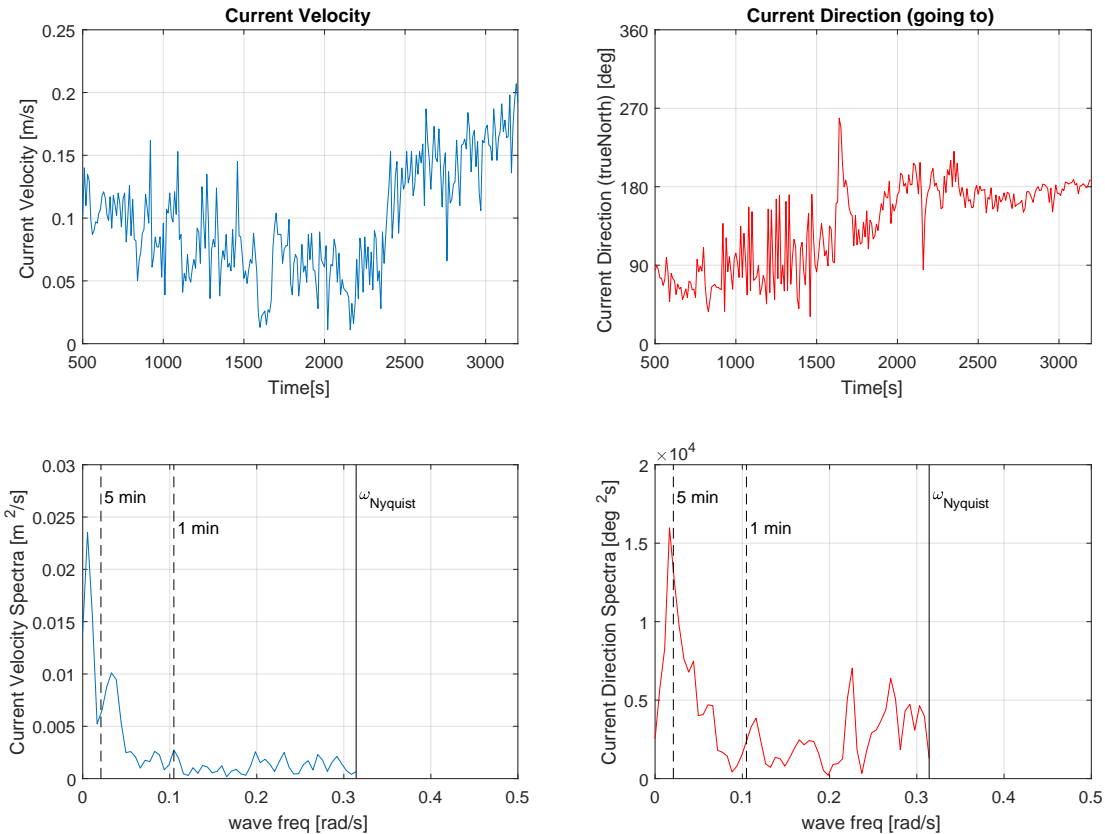 Current Velocity
Current Velocity [m/s]
0.25
0.2
0.15
0.1
0.05
0
500 1000 1500 2000 2500 3000
Time[s]
Current Direction (going to)
Current Direction (trueNorth) [deg]
360
270
180
90
0
500 1000 1500 2000 2500 3000
Time[s]
Current Velocity Spectra [m²/s]
0.03
0.025
0.02
0.015
0.01
0.005
0
5 min
1 min
ω_Nyquist
0 0.1 0.2 0.3 0.4 0.5
wave freq [rad/s]
×10⁴
Current Direction Spectra [deg²s]
2
1.5
1
0.5
0
5 min
1 min
ω_Nyquist
0 0.1 0.2 0.3 0.4 0.5
wave freq [rad/s]